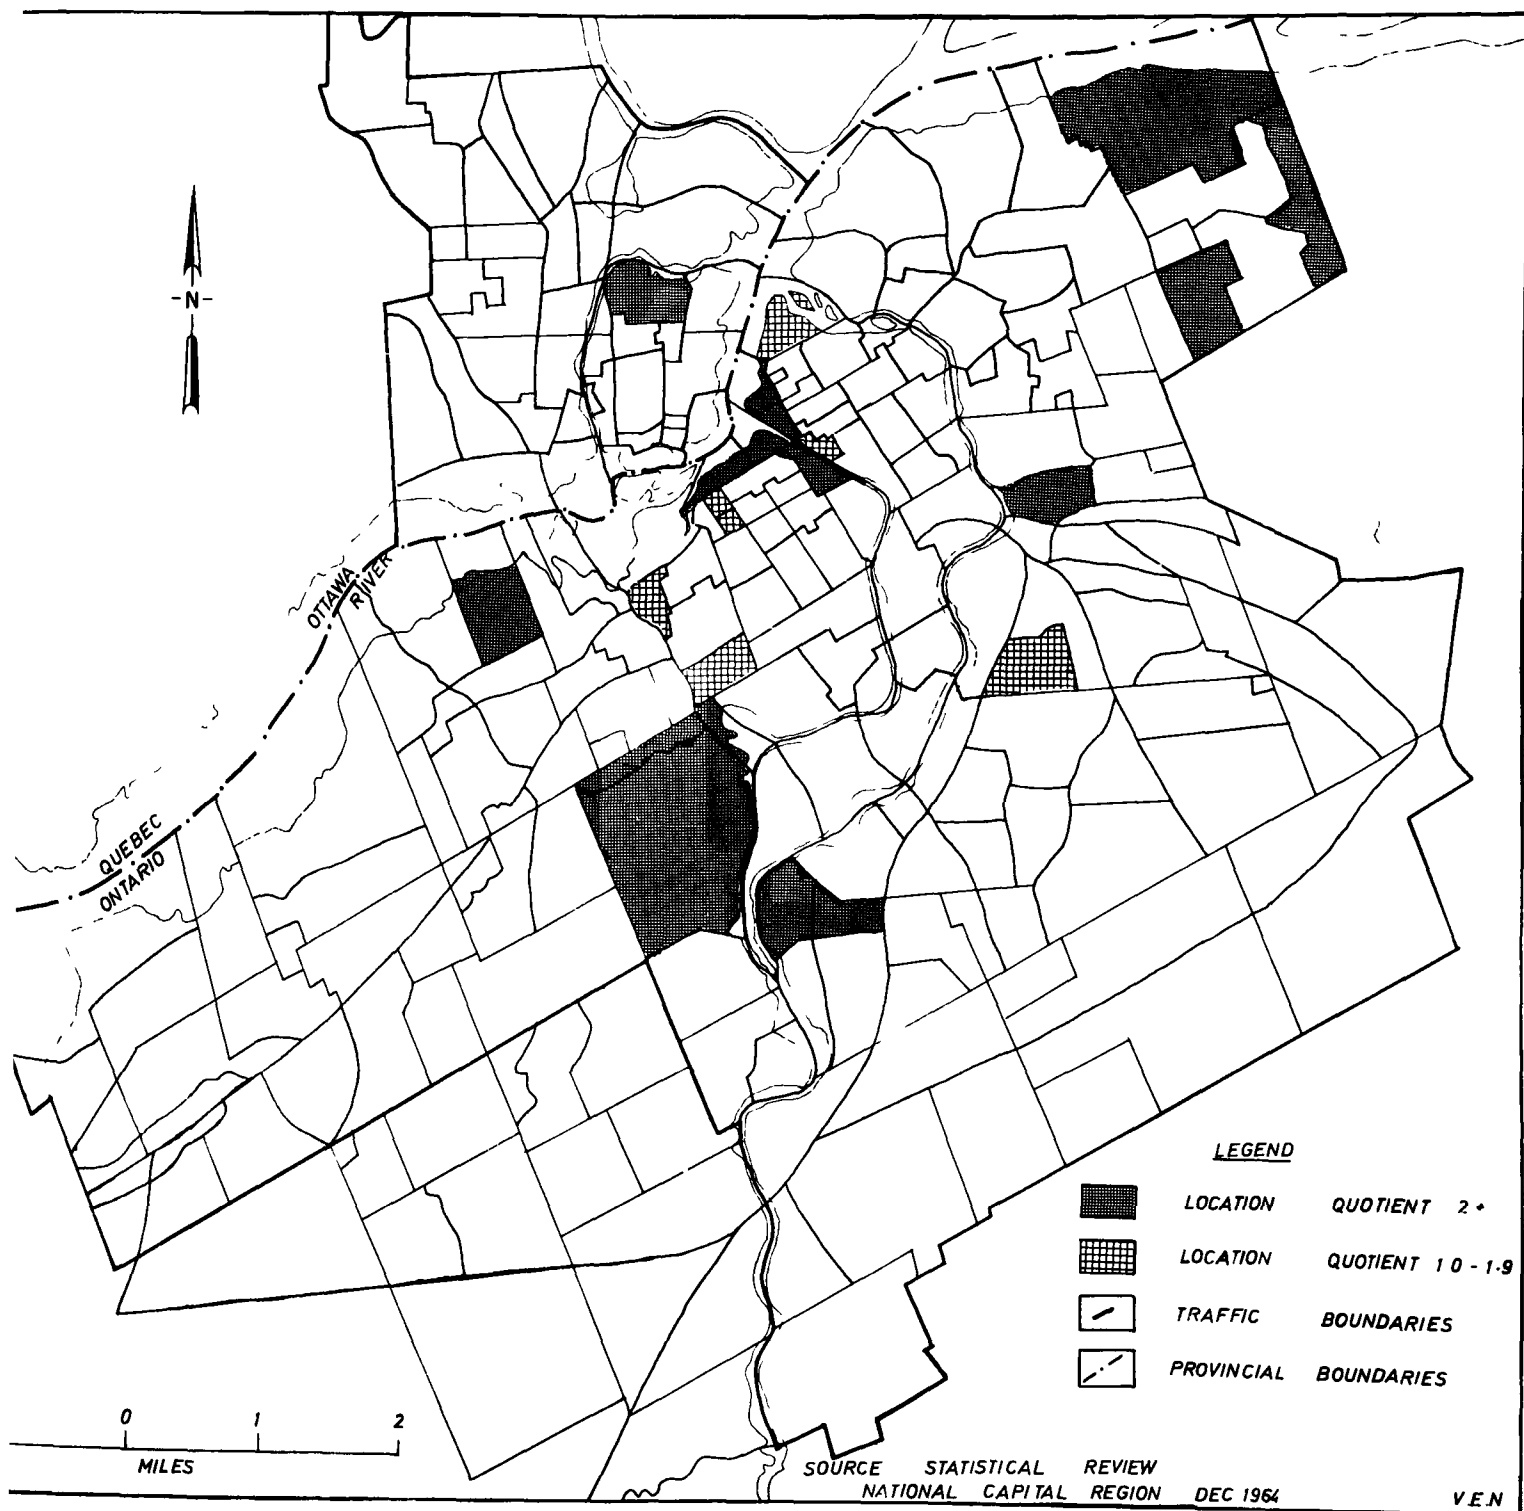 -N-
OTTAWA
RIVER
QUEBEC
ONTARIO
LEGEND
LOCATION QUOTIENT 2+
LOCATION QUOTIENT 1 0 - 1.9
TRAFFIC BOUNDARIES
PROVINCIAL BOUNDARIES
0 1 2
MILES
SOURCE STATISTICAL REVIEW
NATIONAL CAPITAL REGION DEC 1964
V.E.N